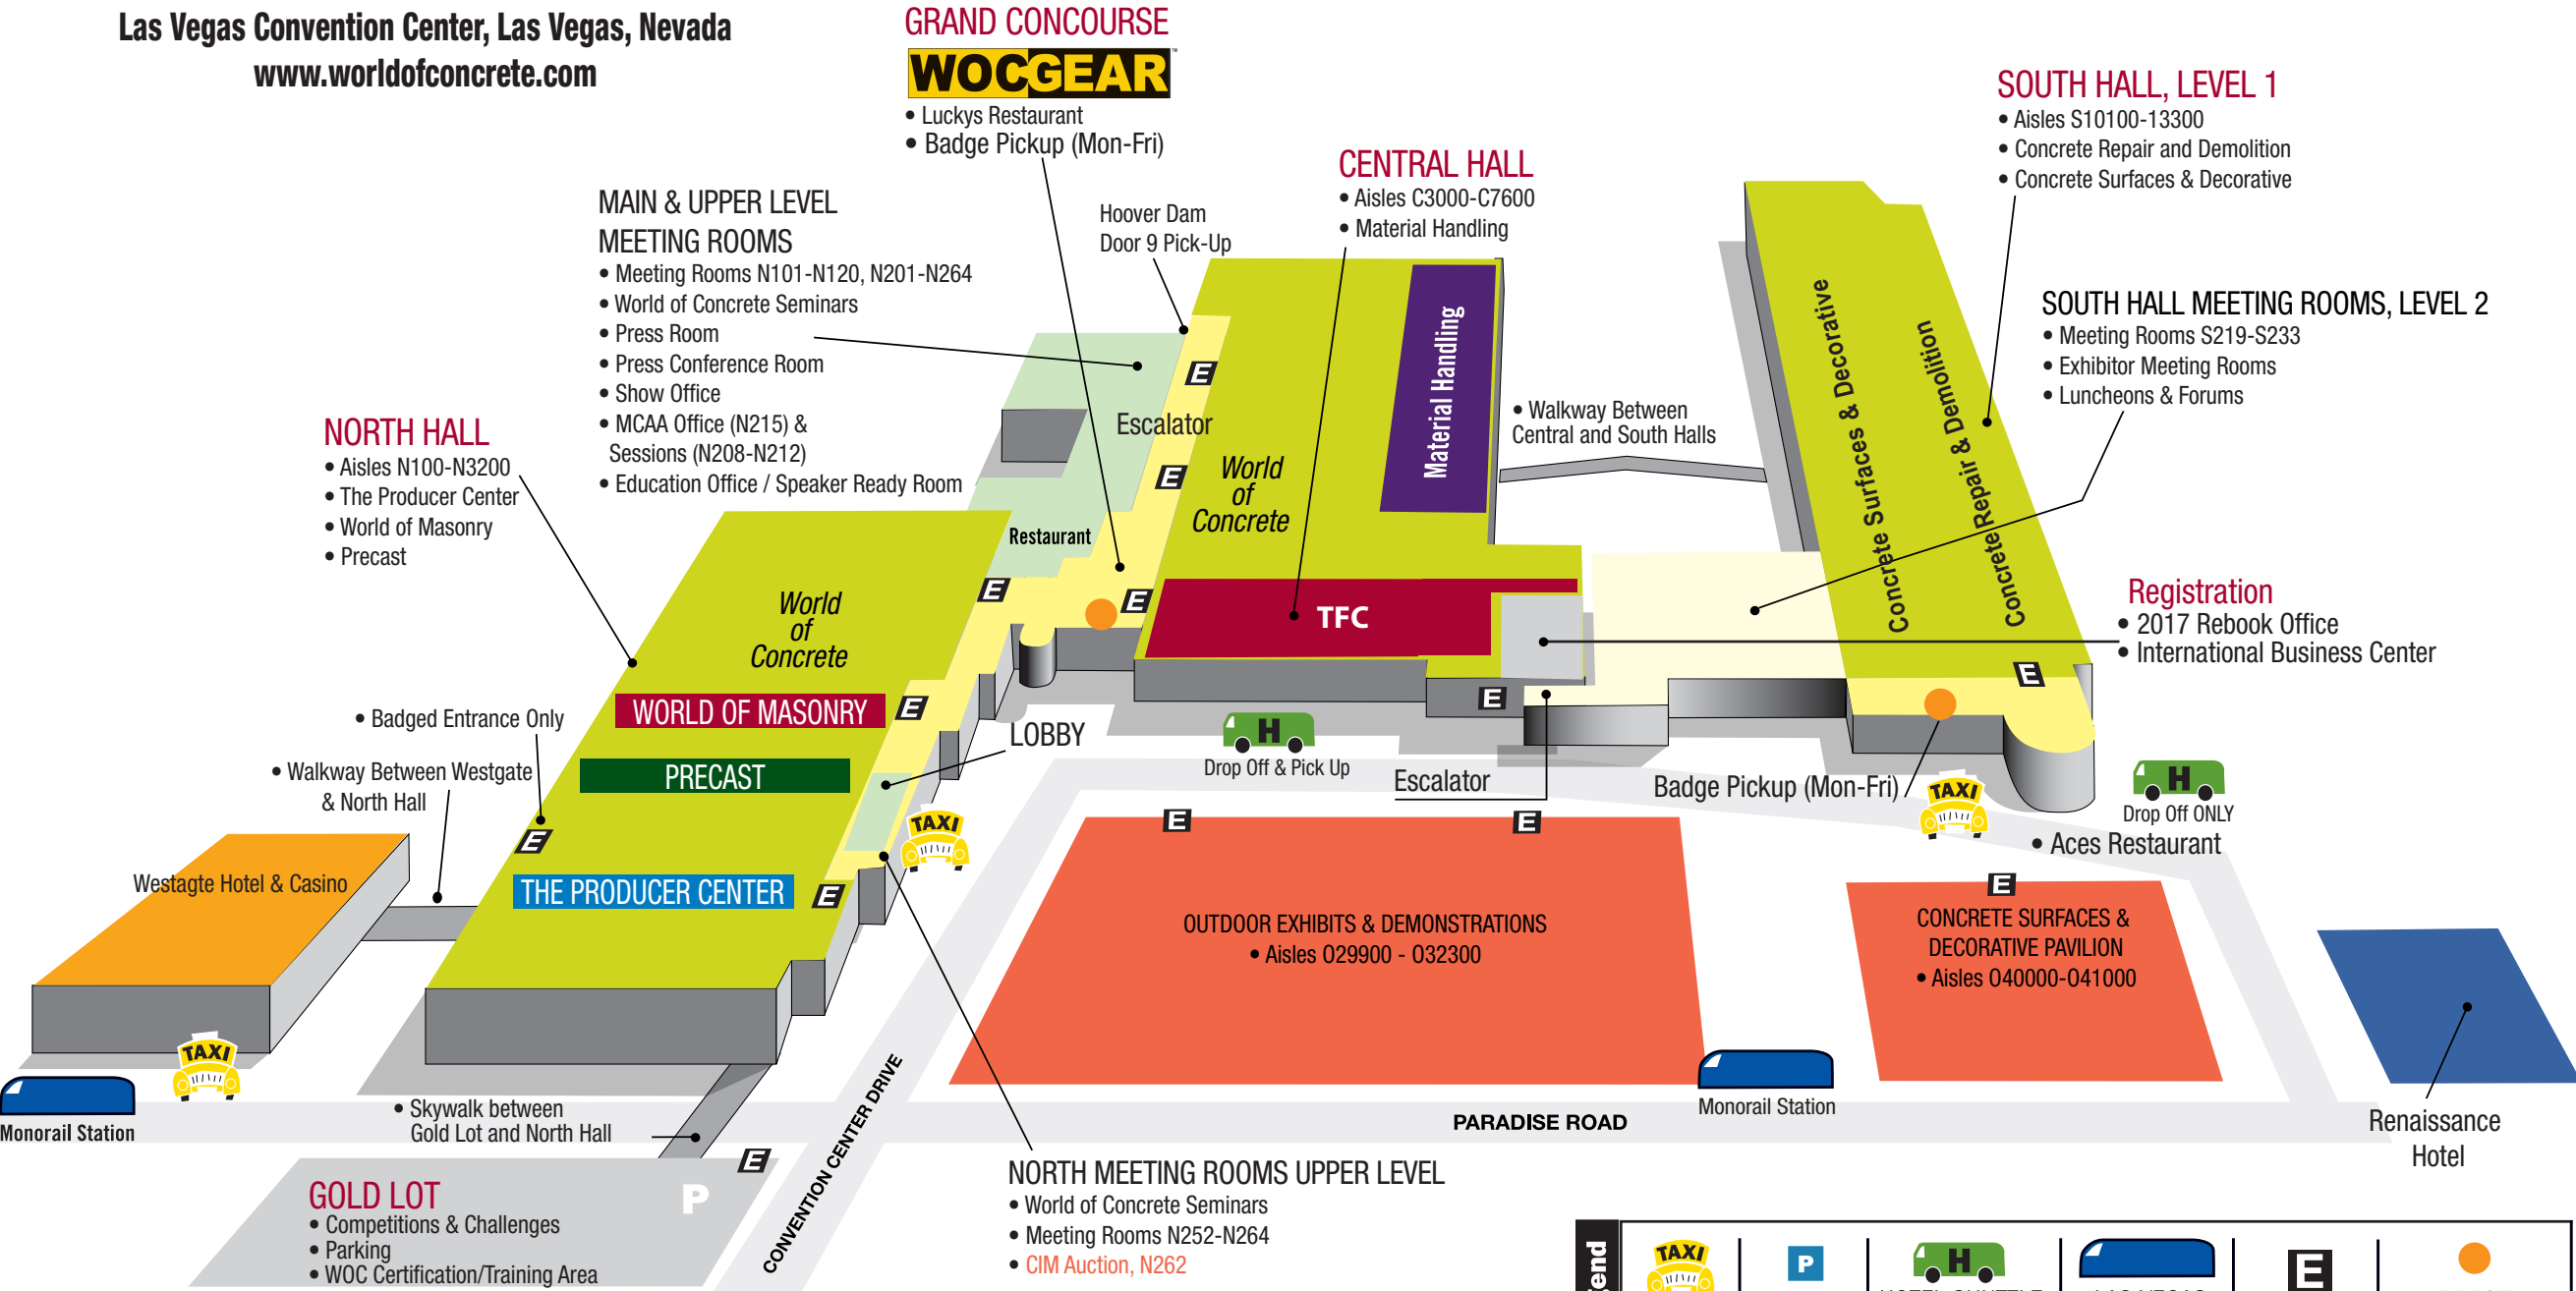 Las Vegas Convention Center, Las Vegas, Nevada
www.worldofconcrete.com
GRAND CONCOURSE
WOCGEAR™
• Luckys Restaurant
• Badge Pickup (Mon-Fri)
SOUTH HALL, LEVEL 1
• Aisles S10100-13300
• Concrete Repair and Demolition
• Concrete Surfaces & Decorative
CENTRAL HALL
• Aisles C3000-C7600
• Material Handling
MAIN & UPPER LEVEL
MEETING ROOMS
• Meeting Rooms N101-N120, N201-N264
• World of Concrete Seminars
• Press Room
• Press Conference Room
• Show Office
• MCAA Office (N215) &
Sessions (N208-N212)
• Education Office / Speaker Ready Room
Hoover Dam
Door 9 Pick-Up
SOUTH HALL MEETING ROOMS, LEVEL 2
• Meeting Rooms S219-S233
• Exhibitor Meeting Rooms
• Luncheons & Forums
NORTH HALL
• Aisles N100-N3200
• The Producer Center
• World of Masonry
• Precast
E
Escalator
E
World
of
Concrete
Material Handling
• Walkway Between
Central and South Halls
Concrete Surfaces & Decorative
Concrete Repair & Demolition
Restaurant
E
E
TFC
World
of
Concrete
Registration
• 2017 Rebook Office
• International Business Center
E
E
WORLD OF MASONRY
E
• Badged Entrance Only
LOBBY
H
Drop Off & Pick Up
Escalator
Badge Pickup (Mon-Fri)
TAXI
H
Drop Off ONLY
• Aces Restaurant
• Walkway Between Westgate
& North Hall
PRECAST
TAXI
E
E
E
Westagte Hotel & Casino
THE PRODUCER CENTER
E
OUTDOOR EXHIBITS & DEMONSTRATIONS
• Aisles O29900 - O32300
E
CONCRETE SURFACES &
DECORATIVE PAVILION
• Aisles O40000-O41000
TAXI
Monorail Station
• Skywalk between
Gold Lot and North Hall
CONVENTION CENTER DRIVE
Monorail Station
PARADISE ROAD
Renaissance
Hotel
E
P
GOLD LOT
• Competitions & Challenges
• Parking
• WOC Certification/Training Area
NORTH MEETING ROOMS UPPER LEVEL
• World of Concrete Seminars
• Meeting Rooms N252-N264
• CIM Auction, N262
TAXI
P
H
E